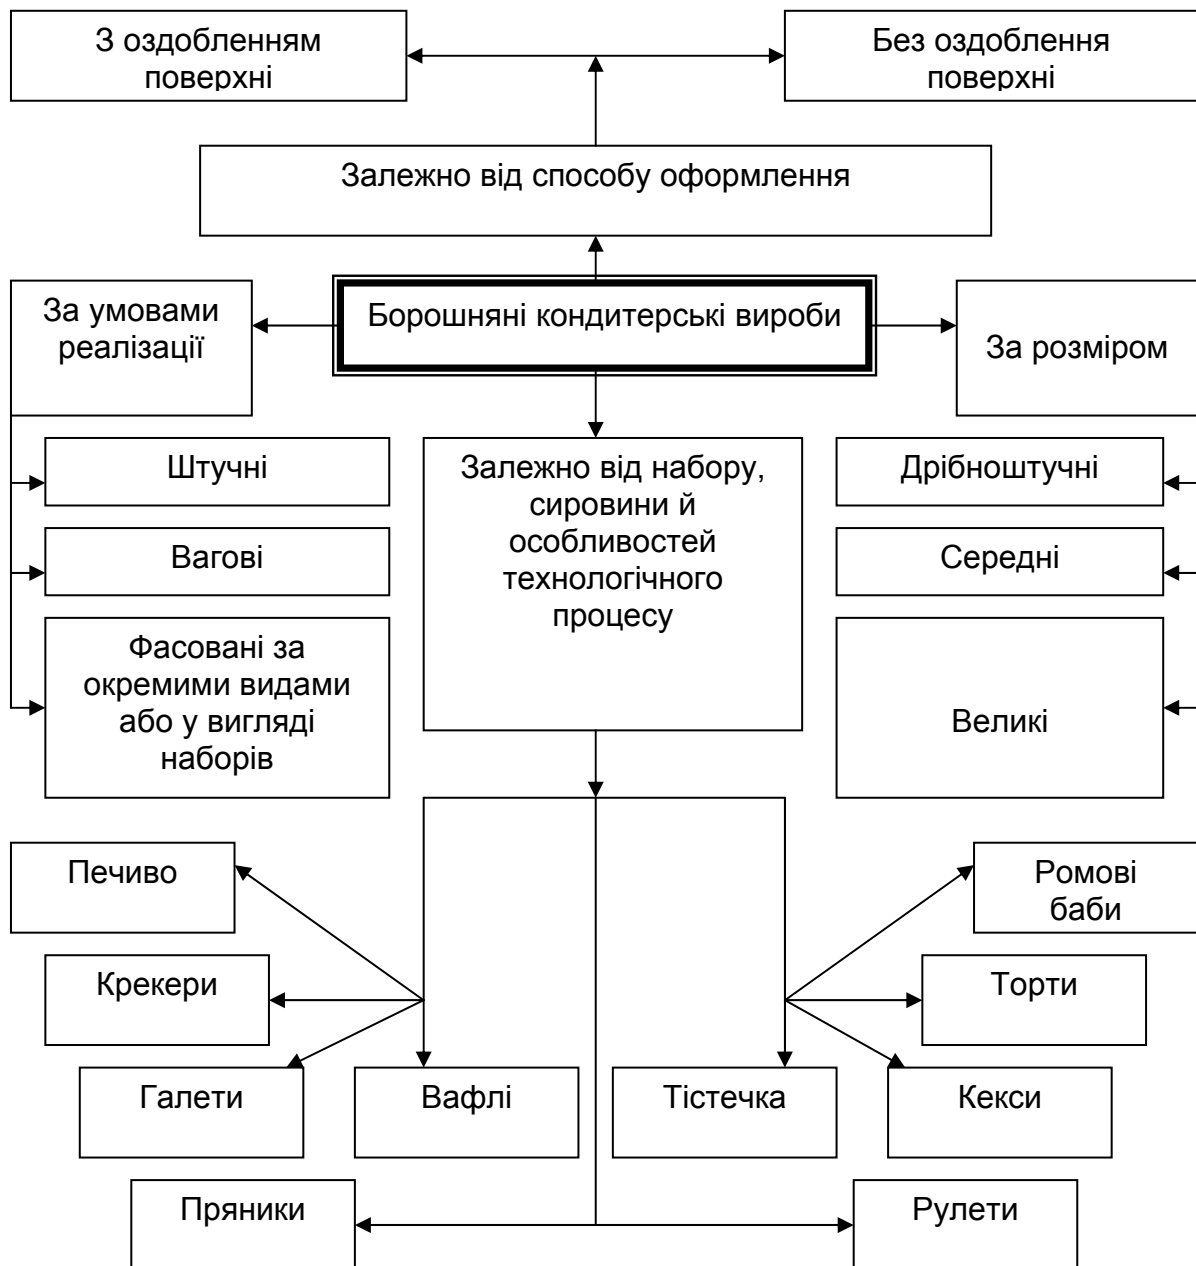 З оздобленням
поверхні
Без оздоблення
поверхні
Залежно від способу оформлення
За умовами
реалізації
Борошняні кондитерські вироби
За розміром
Штучні
Вагові
Фасовані за
окремими видами
або у вигляді
наборів
Залежно від набору,
сировини й
особливостей
технологічного
процесу
Дрібноштучні
Середні
Великі
Печиво
Ромові
баби
Крекери
Торти
Галети
Вафлі
Тістечка
Кекси
Пряники
Рулети